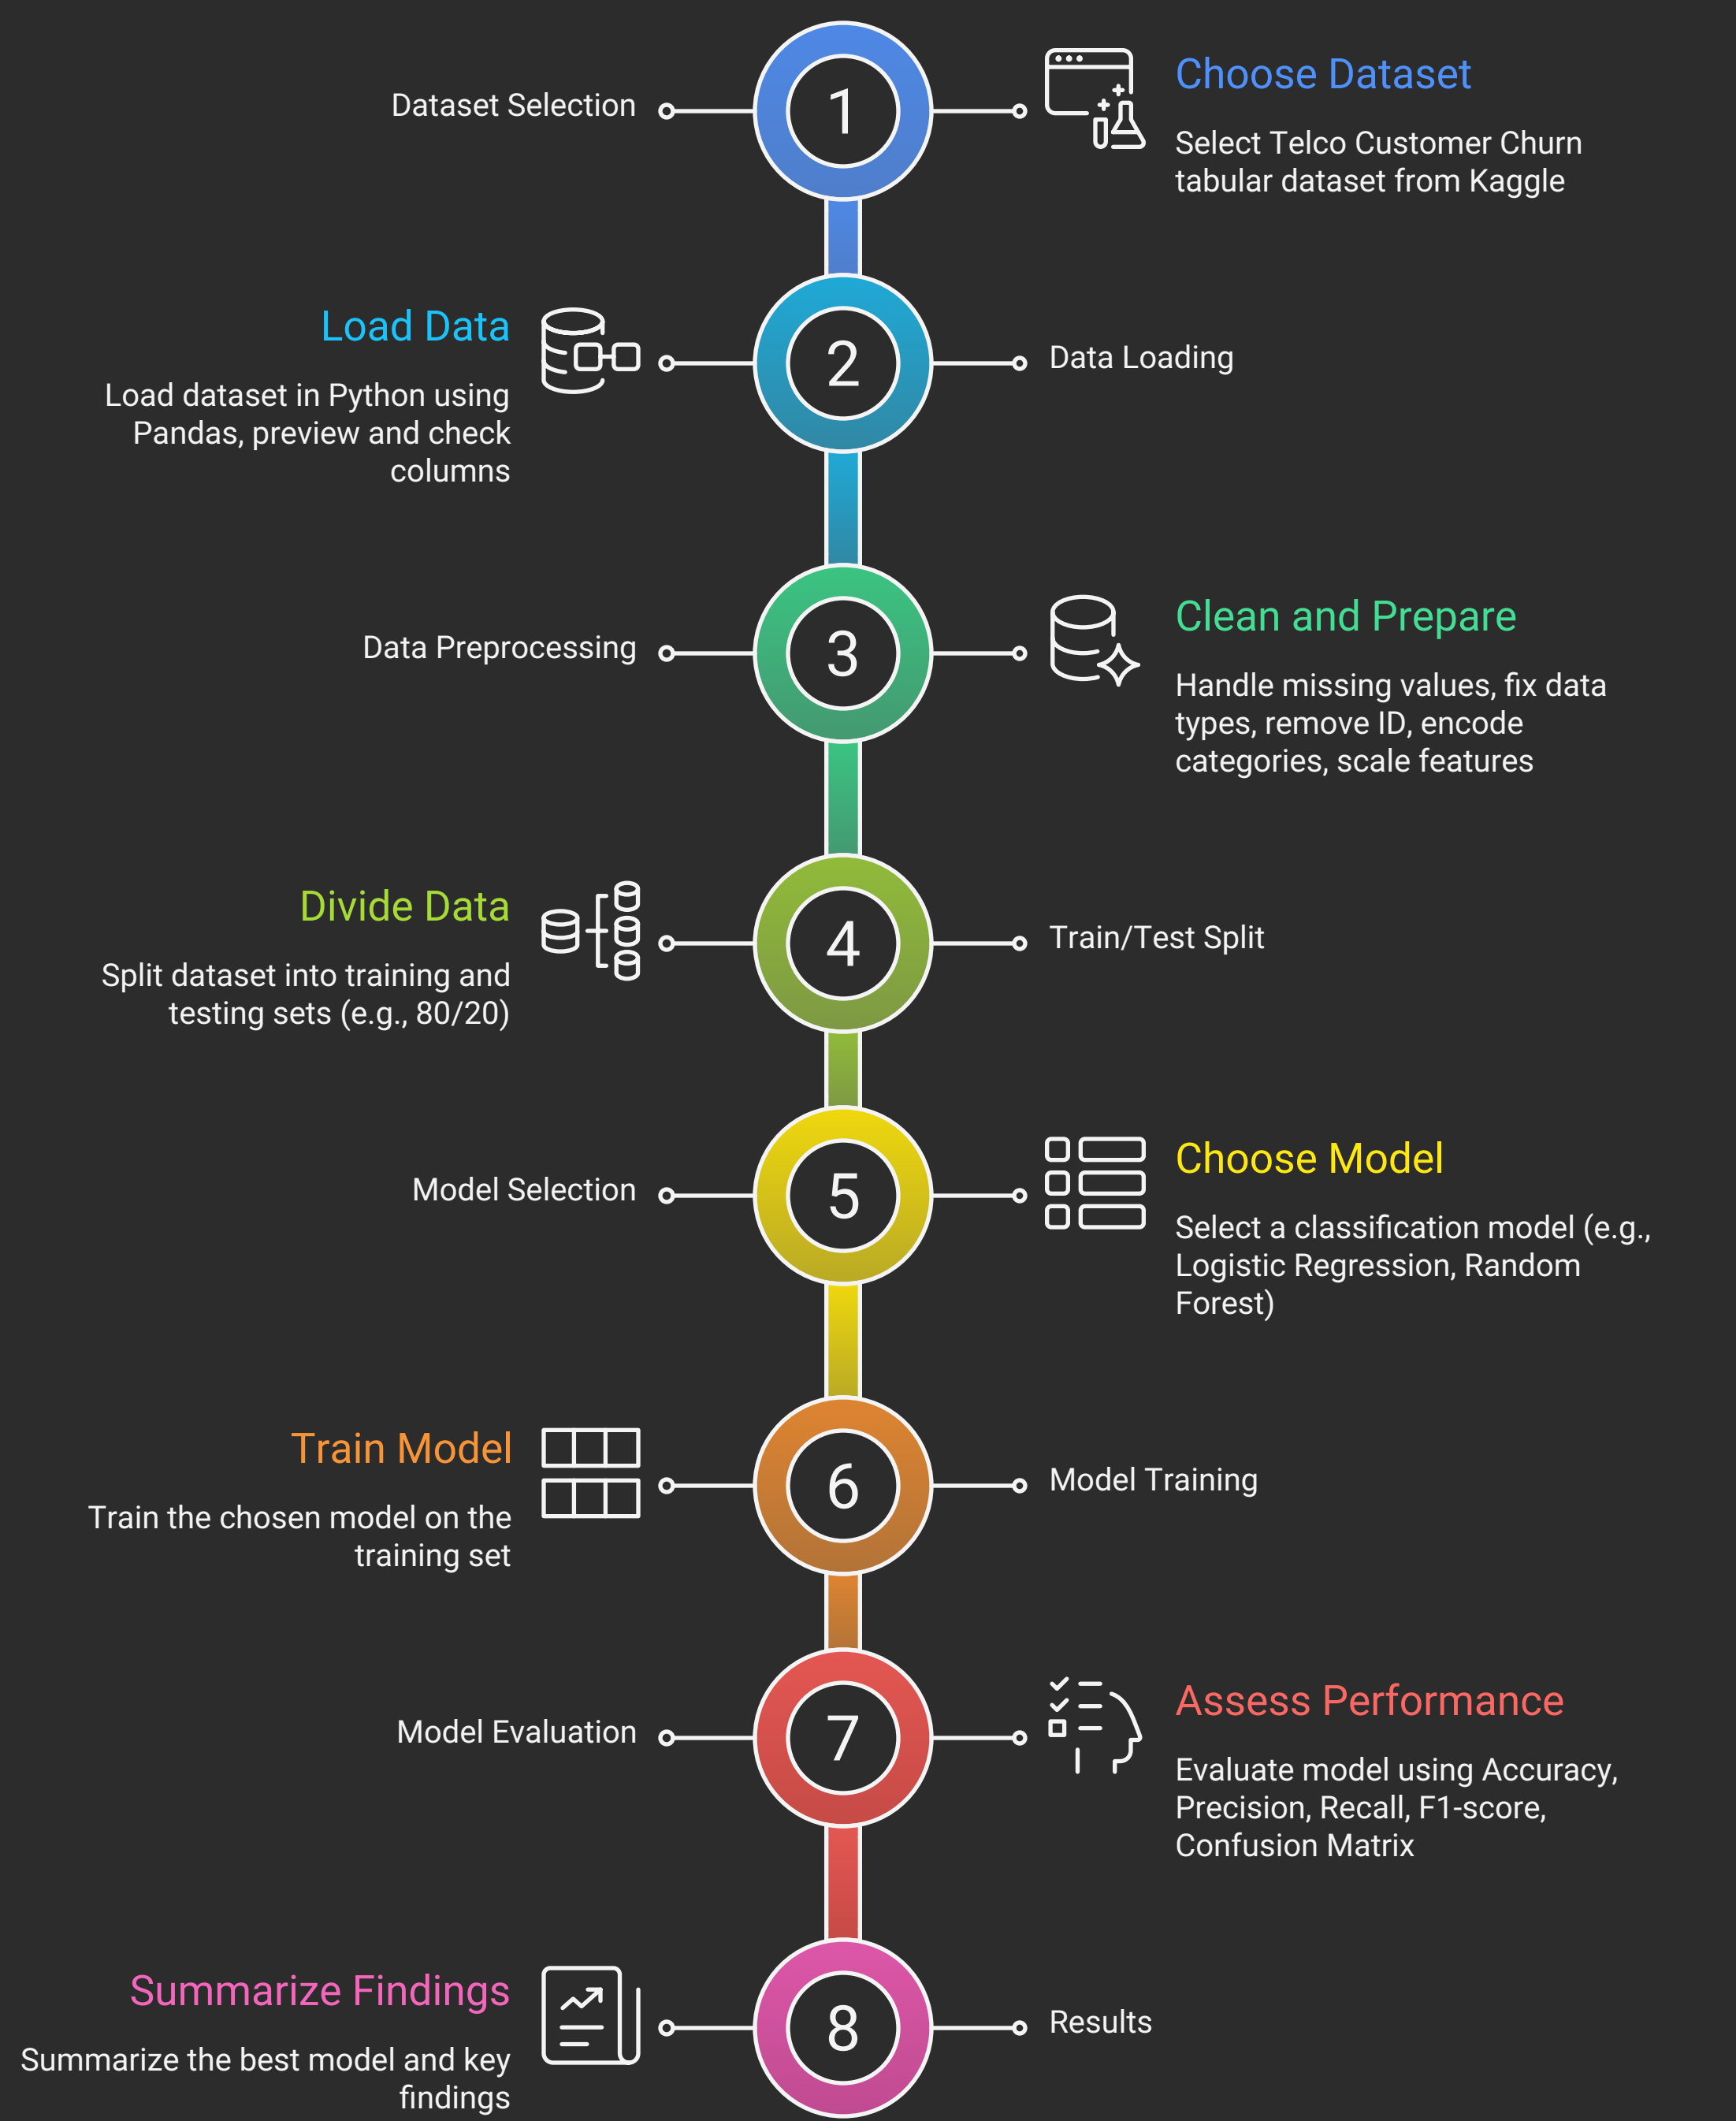 Dataset Selection
1
Choose Dataset
Select Telco Customer Churn
tabular dataset from Kaggle
Load Data
Load dataset in Python using
Pandas, preview and check
columns
2
Data Loading
Data Preprocessing
3
Clean and Prepare
Handle missing values, fix data
types, remove ID, encode
categories, scale features
Divide Data
Split dataset into training and
testing sets (e.g., 80/20)
4
Train/Test Split
Model Selection
5
Choose Model
Select a classification model (e.g.,
Logistic Regression, Random
Forest)
Train Model
Train the chosen model on the
training set
6
Model Training
Model Evaluation
7
Assess Performance
Evaluate model using Accuracy,
Precision, Recall, F1-score,
Confusion Matrix
Summarize Findings
Summarize the best model and key
findings
8
Results